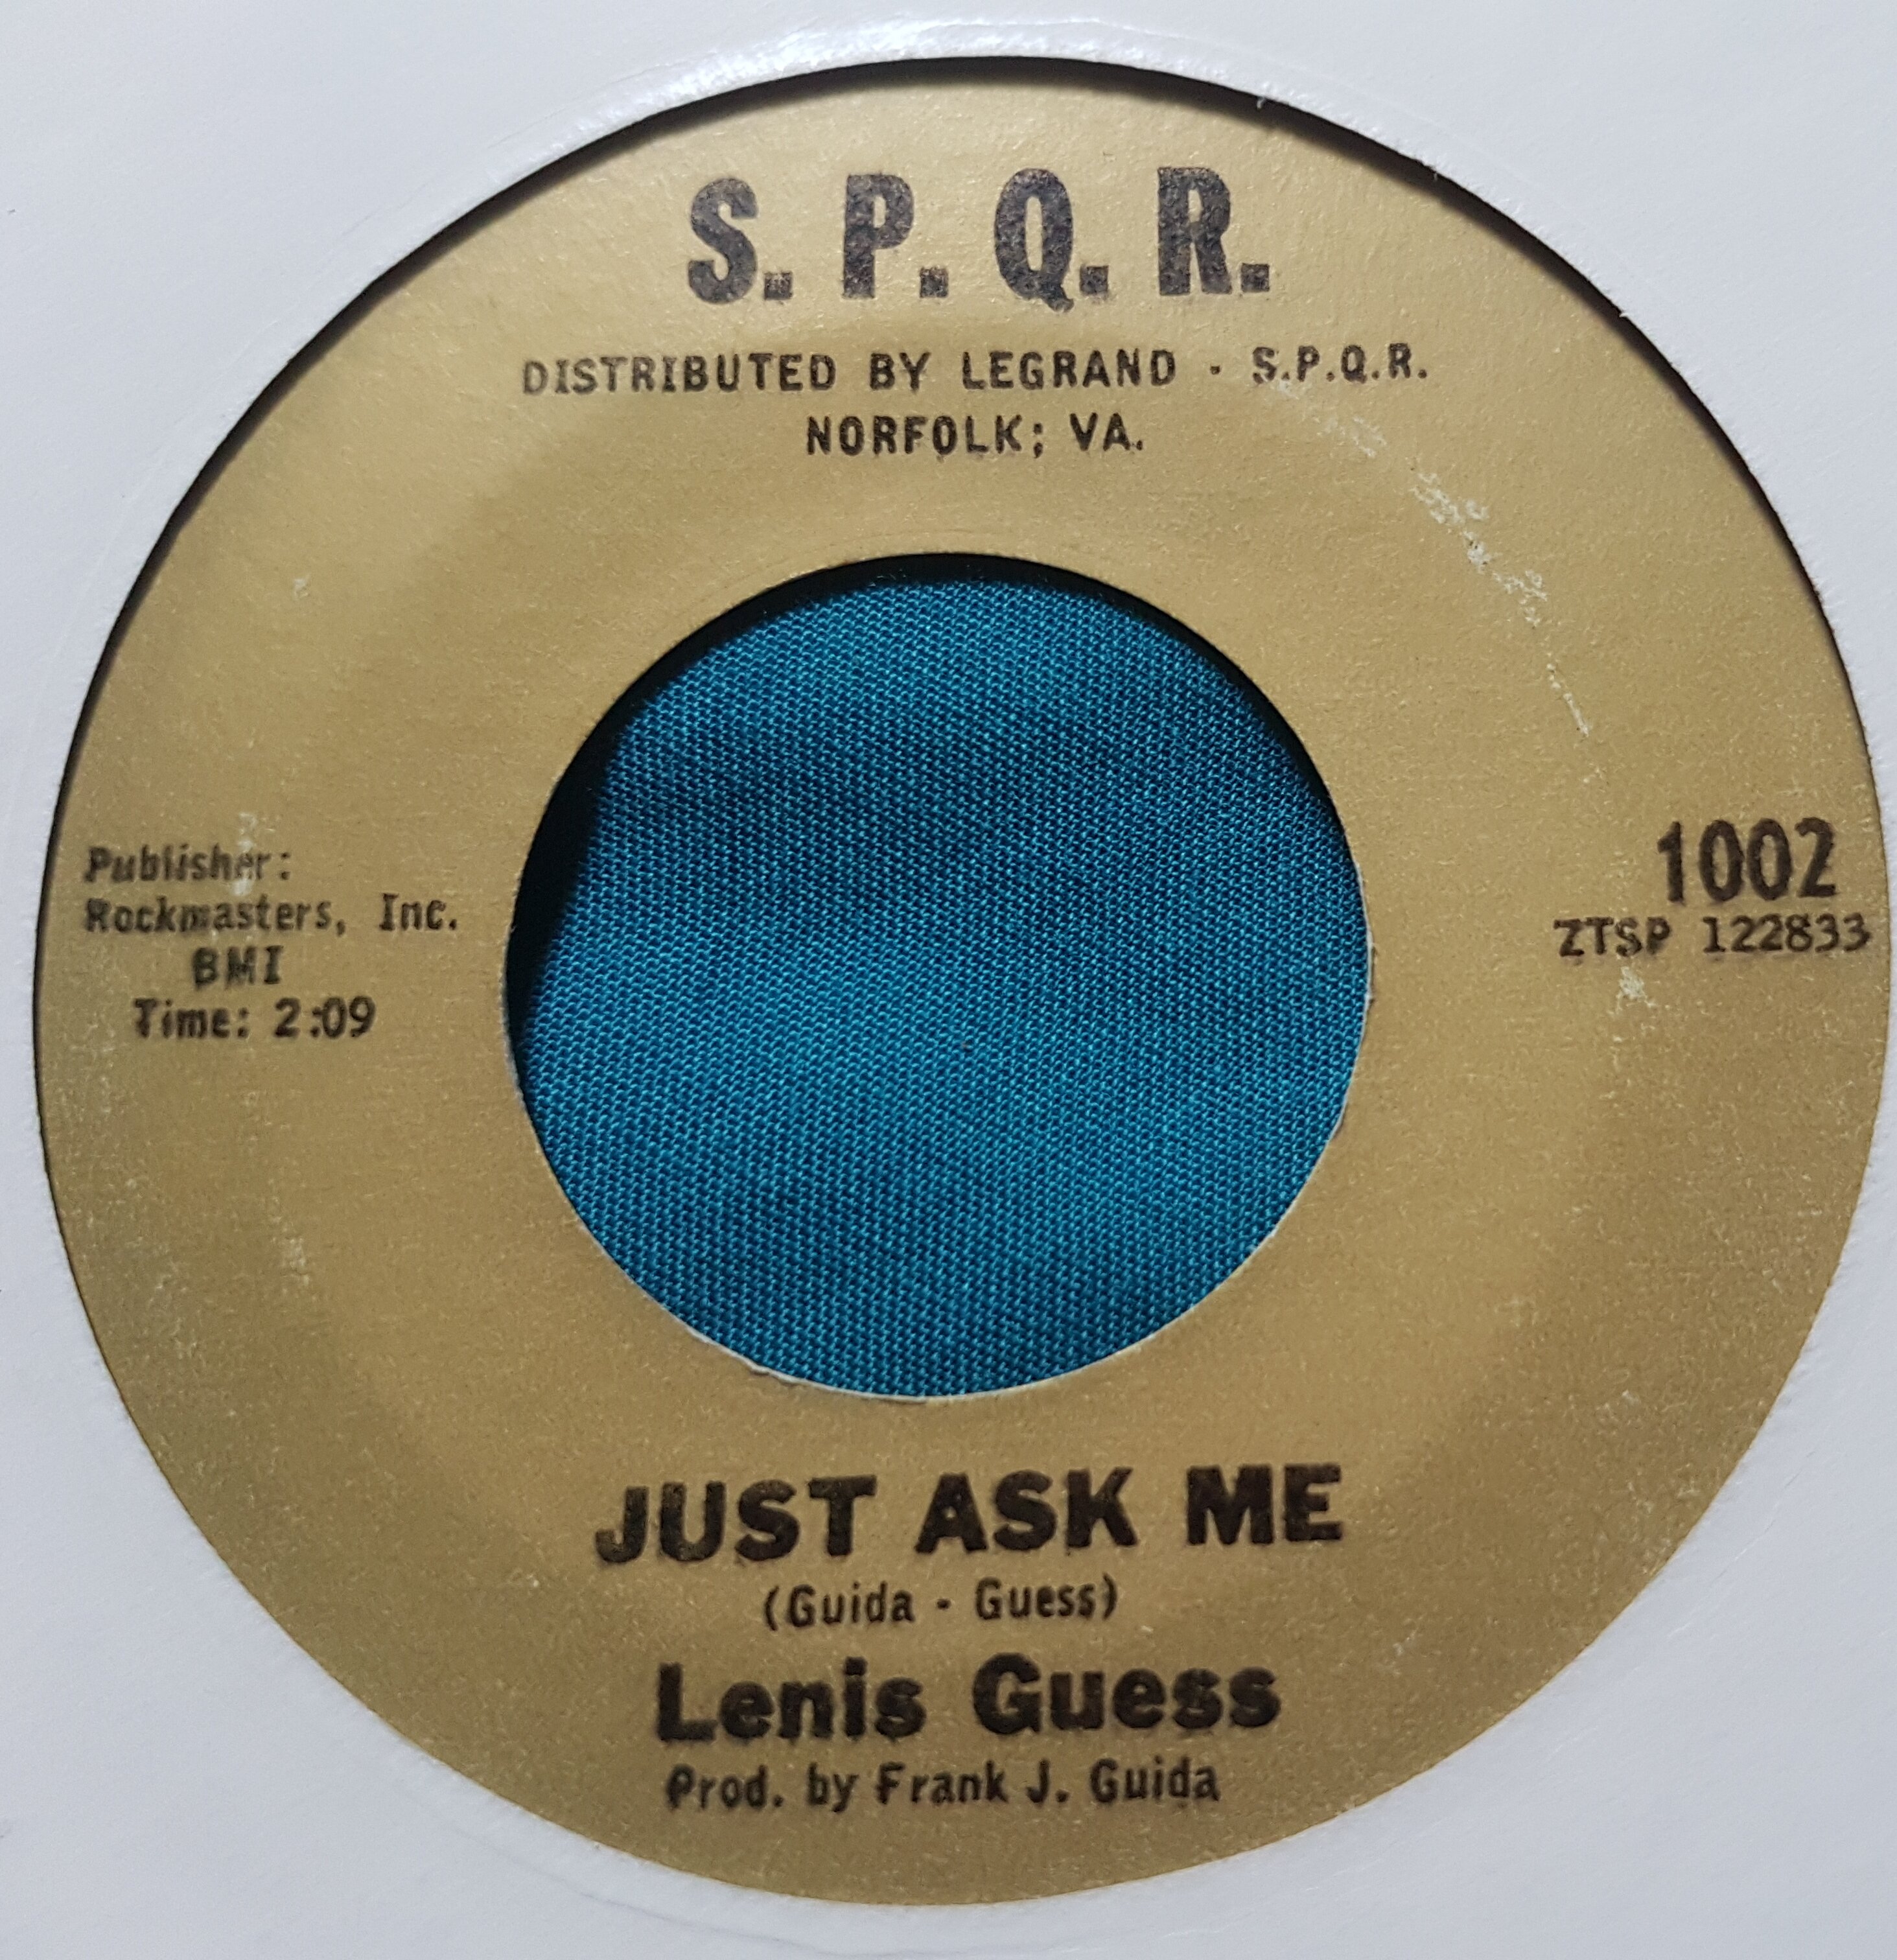 S. P. Q. R.
DISTRIBUTED BY LEGRAND · S.P.Q.R.
NORFOLK; VA.
Publisher:
Rockmasters, Inc.
BMI
Time: 2:09
1002
ZTSP 122833
JUST ASK ME
(Guida - Guess)
Lenis Guess
Prod. by Frank J. Guida